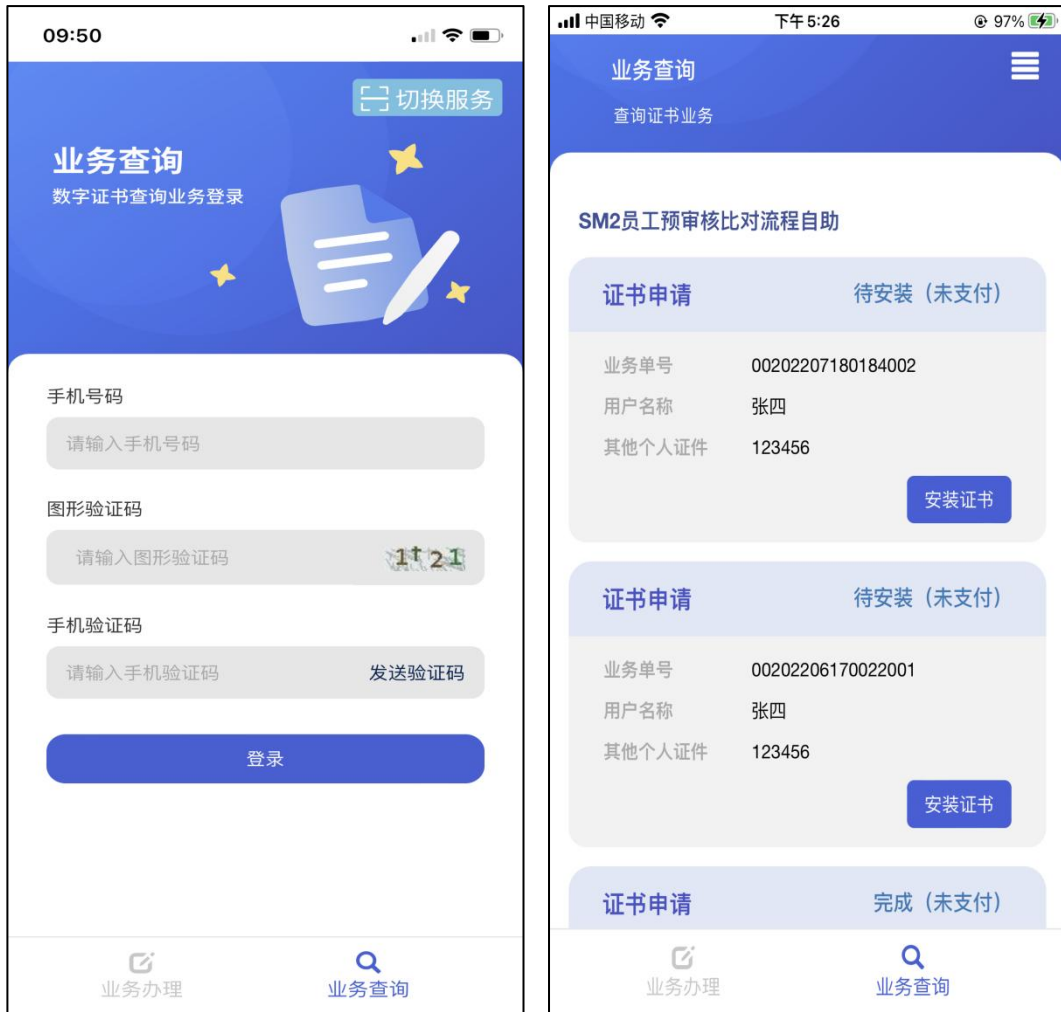 09:50
切换服务
业务查询
数字证书查询业务登录
手机号码
请输入手机号码
图形验证码
请输入图形验证码
1t21
手机验证码
请输入手机验证码 发送验证码
登录
业务办理 业务查询
中国移动 下午5:26 97%
业务查询
查询证书业务
SM2员工预审核比对流程自助
证书申请 待安装（未支付）
业务单号 00202207180184002
用户名称 张四
其他个人证件 123456
安装证书
证书申请 待安装（未支付）
业务单号 00202206170022001
用户名称 张四
其他个人证件 123456
安装证书
证书申请 完成（未支付）
业务办理 业务查询